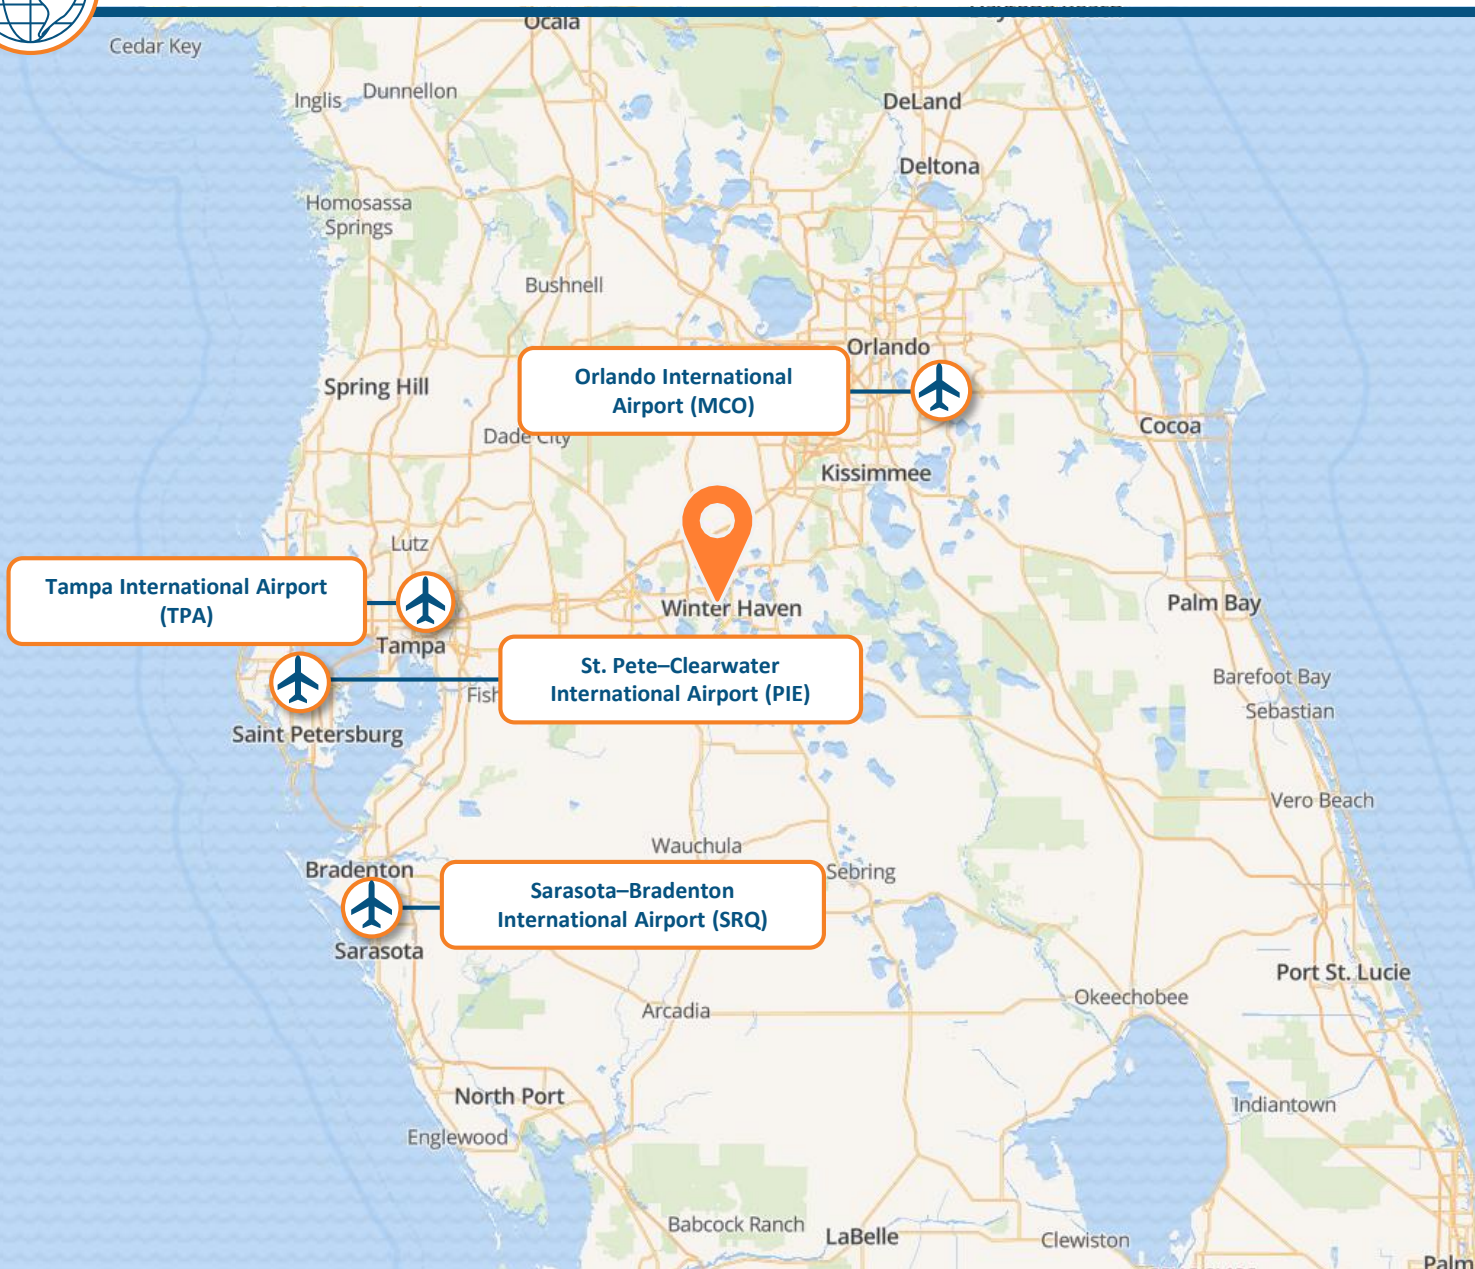 Ocala
Cedar Key
Dunnellon
Inglis
DeLand
Deltona
Homosassa
Springs
Bushnell
Orlando
Orlando International
Airport (MCO)
Spring Hill
Cocoa
Dade City
Kissimmee
Lutz
Tampa International Airport
(TPA)
Winter Haven
Palm Bay
Tampa
St. Pete–Clearwater
International Airport (PIE)
Fish
Barefoot Bay
Sebastian
Saint Petersburg
Vero Beach
Wauchula
Bradenton
Sebring
Sarasota–Bradenton
International Airport (SRQ)
Sarasota
Port St. Lucie
Okeechobee
Arcadia
North Port
Indiantown
Englewood
Babcock Ranch
LaBelle
Clewiston
Palm